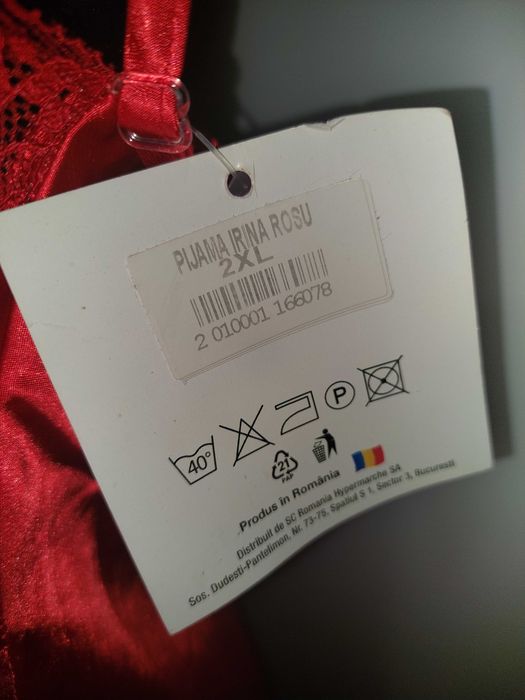 PIJAMA IRINA ROSU
2XL
2 010001 166078
40°
P
21
PAP
Produs în România
Distribuit de SC Romania Hypermarche SA
Sos. Dudesti-Pantelimon, Nr. 73-75, Spatiul S 1, Sector 3, Bucuresti